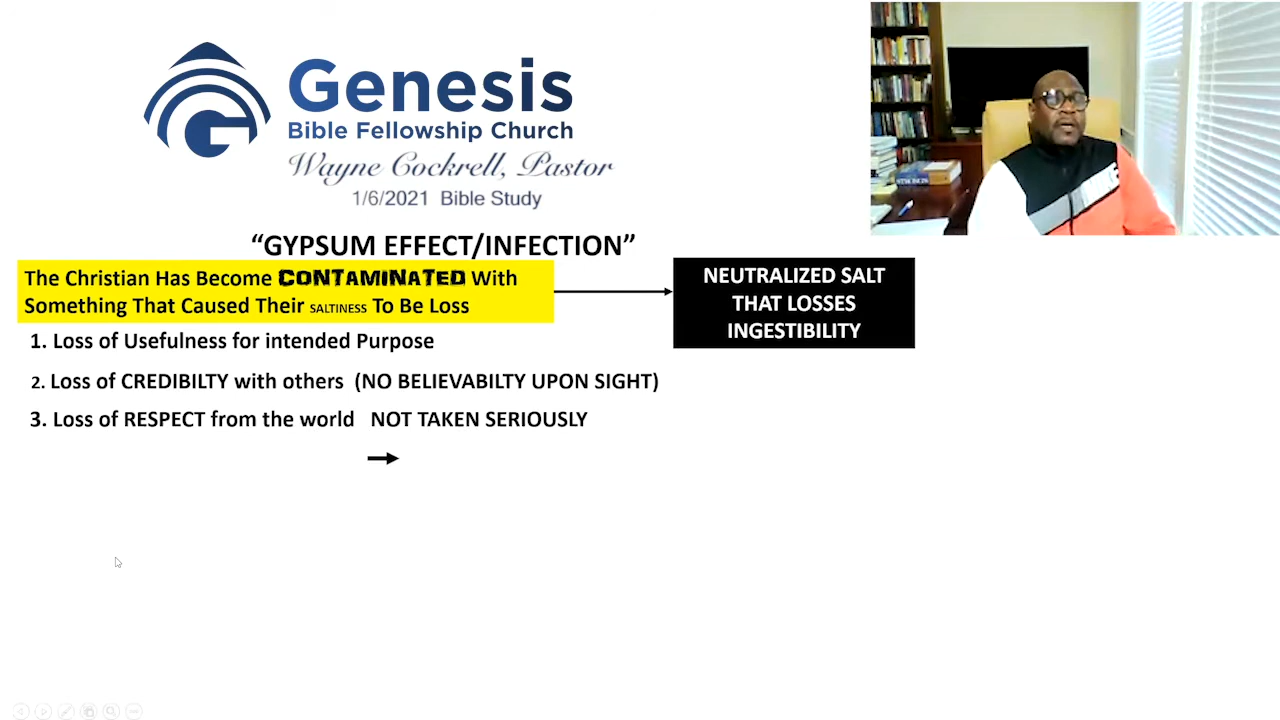 Genesis
Bible Fellowship Church
Wayne Cockrell, Pastor
1/6/2021 Bible Study
“GYPSUM EFFECT/INFECTION”
The Christian Has Become CONTAMINATED With
Something That Caused Their SALTINESS To Be Loss
NEUTRALIZED SALT
THAT LOSSES
INGESTIBILITY
1. Loss of Usefulness for intended Purpose
2. Loss of CREDIBILTY with others (NO BELIEVABILTY UPON SIGHT)
3. Loss of RESPECT from the world NOT TAKEN SERIOUSLY